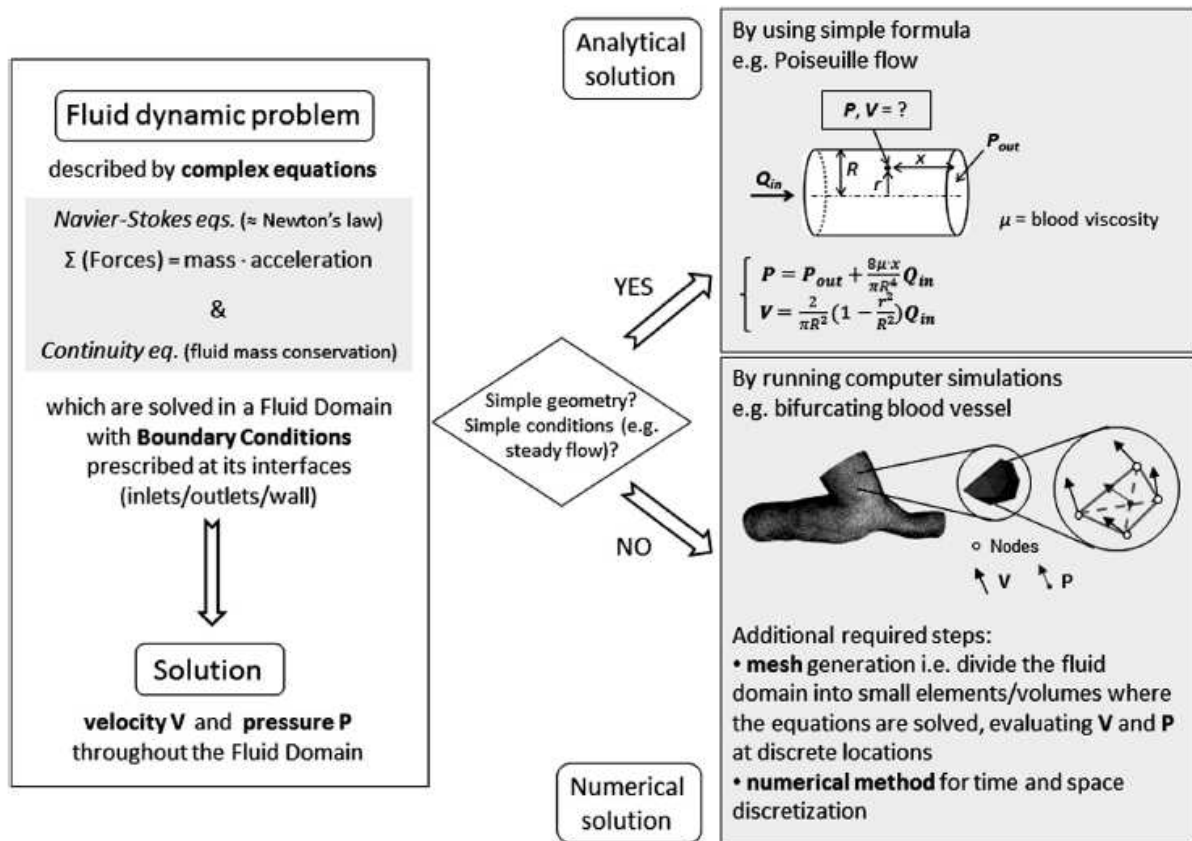 Fluid dynamic problem
described by complex equations
Navier-Stokes eqs. (≈ Newton's law)
Σ (Forces) = mass · acceleration
&
Continuity eq. (fluid mass conservation)
which are solved in a Fluid Domain
with Boundary Conditions
prescribed at its interfaces
(inlets/outlets/wall)
Solution
velocity V and pressure P
throughout the Fluid Domain
Simple geometry?
Simple conditions (e.g.
steady flow)?
YES
NO
Analytical
solution
By using simple formula
e.g. Poiseuille flow
P, V = ?
P_out
R
x
r
Q_in
μ = blood viscosity
P = P_out + 8μ·x/πR⁴ Q_in
V = 2/πR² (1 − r²/R²)Q_in
Numerical
solution
By running computer simulations
e.g. bifurcating blood vessel
Nodes
V P
Additional required steps:
• mesh generation i.e. divide the fluid
domain into small elements/volumes where
the equations are solved, evaluating V and P
at discrete locations
• numerical method for time and space
discretization